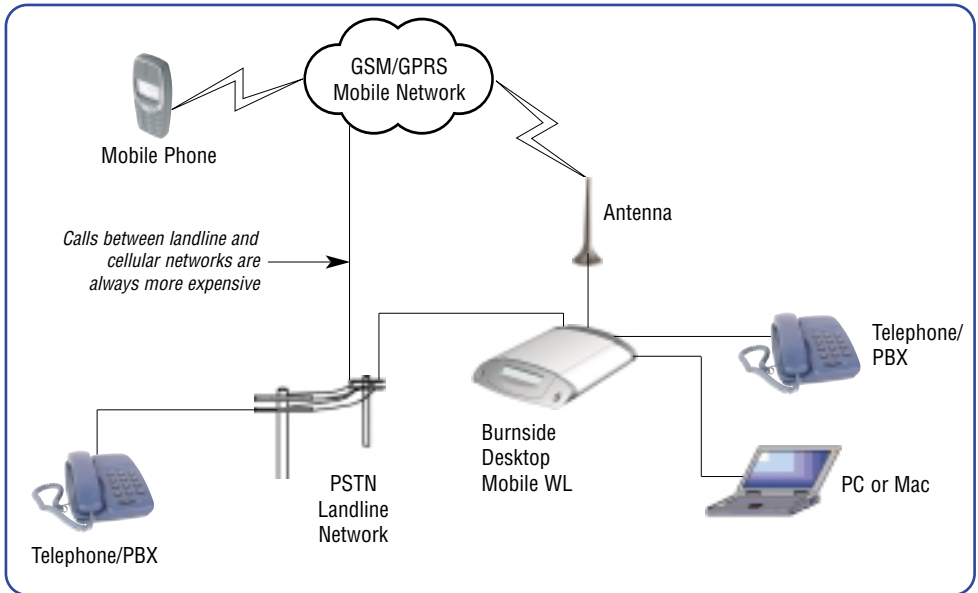 GSM/GPRS
Mobile Network
Mobile Phone
Antenna
Calls between landline and
cellular networks are
always more expensive
Telephone/
PBX
Burnside
Desktop
Mobile WL
PC or Mac
PSTN
Landline
Network
Telephone/PBX